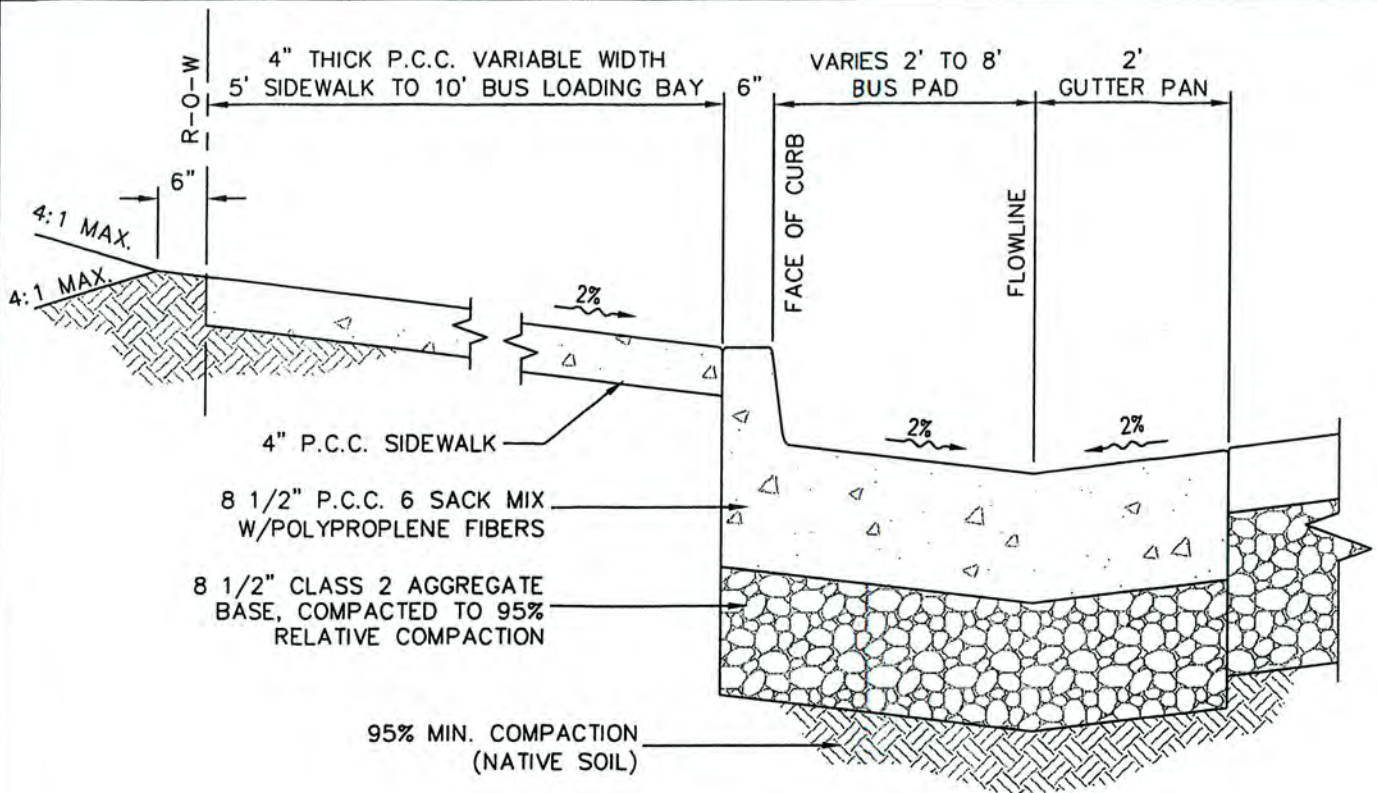 4" THICK P.C.C. VARIABLE WIDTH
5' SIDEWALK TO 10' BUS LOADING BAY
6"
VARIES 2' TO 8'
BUS PAD
2'
GUTTER PAN
R-O-W
6"
4:1 MAX.
4:1 MAX.
2%
FACE OF CURB
FLOWLINE
2%
2%
4" P.C.C. SIDEWALK
8 1/2" P.C.C. 6 SACK MIX
W/POLYPROPLENE FIBERS
8 1/2" CLASS 2 AGGREGATE
BASE, COMPACTED TO 95%
RELATIVE COMPACTION
95% MIN. COMPACTION
(NATIVE SOIL)